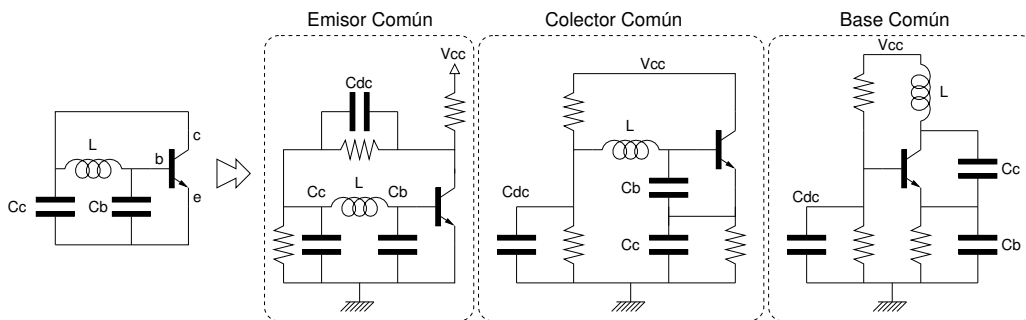 Emisor Común
Colector Común
Base Común
L
b
c
e
Cc
Cb
Vcc
Cdc
Cc
L
Cb
Vcc
L
Cb
Cdc
Cc
Vcc
L
Cc
Cdc
Cb